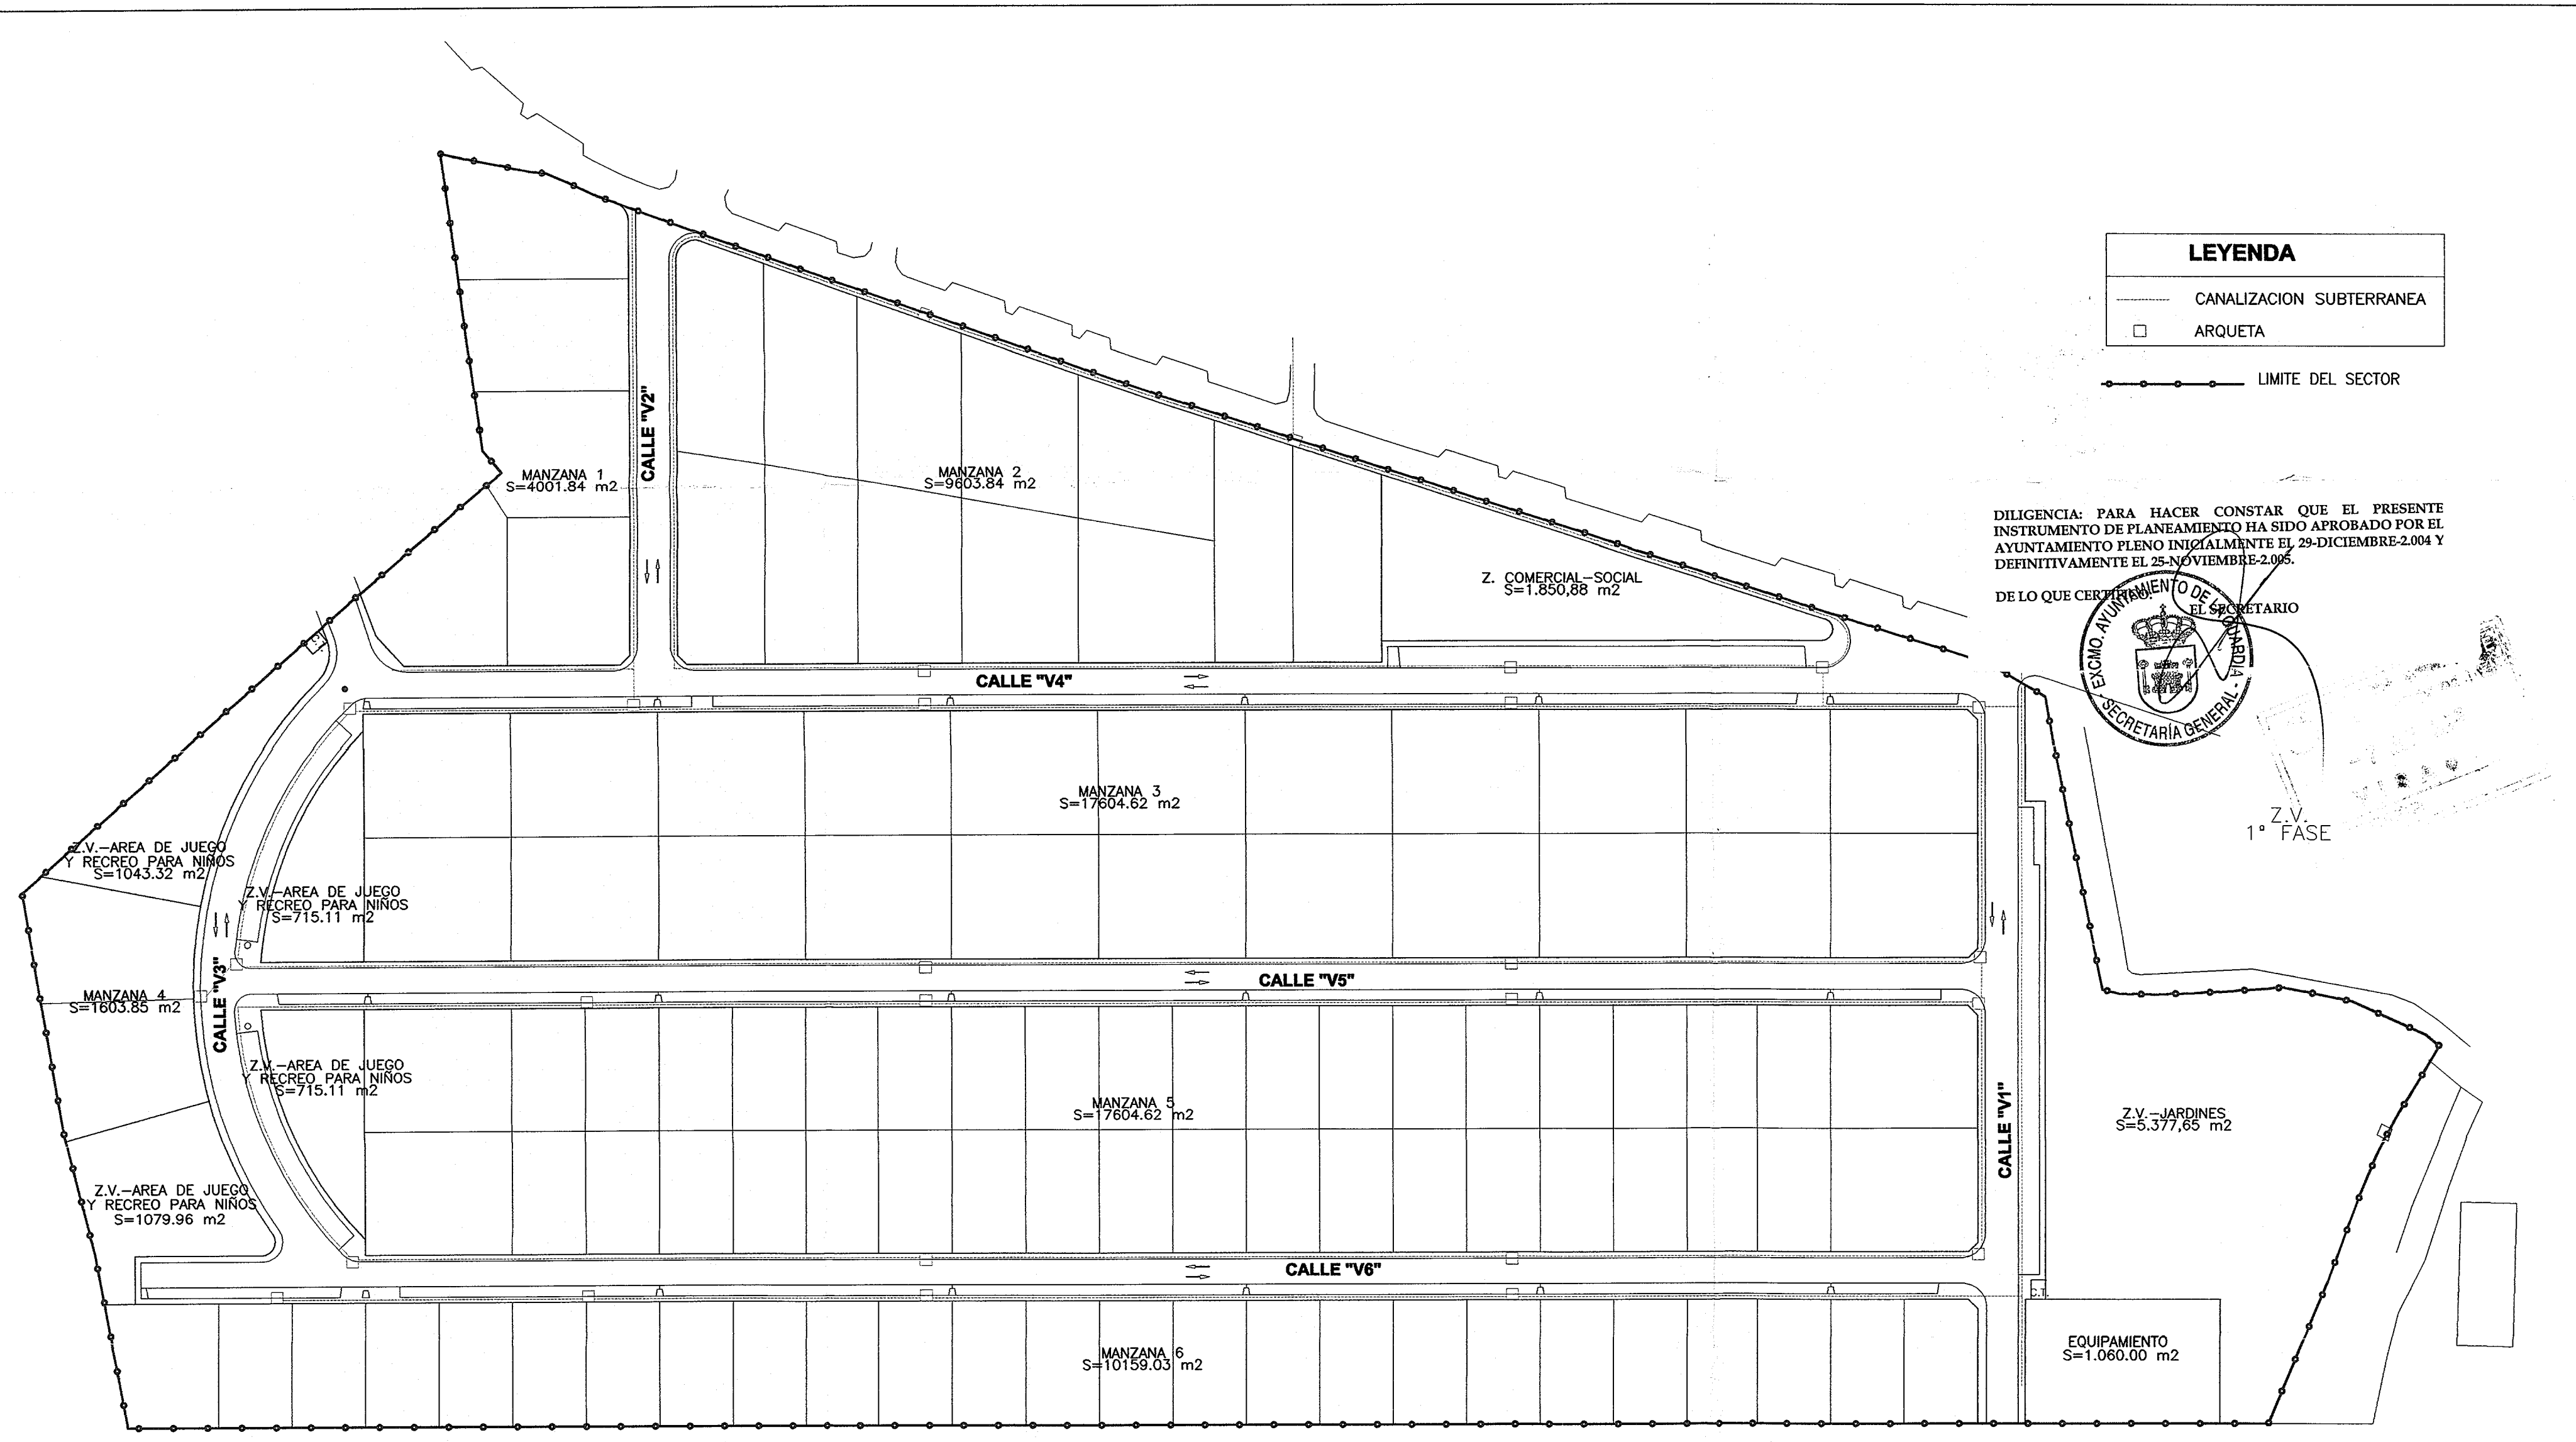 LEYENDA
CANALIZACION SUBTERRANEA
ARQUETA
LIMITE DEL SECTOR
MANZANA 1
S=4001.84 m2
CALLE "V2"
MANZANA 2
S=9603.84 m2
DILIGENCIA: PARA HACER CONSTAR QUE EL PRESENTE
INSTRUMENTO DE PLANEAMIENTO HA SIDO APROBADO POR EL
AYUNTAMIENTO PLENO INICIALMENTE EL 29-DICIEMBRE-2.004 Y
DEFINITIVAMENTE EL 25-NOVIEMBRE-2.005.
DE LO QUE CERTIFICO.
EL SECRETARIO
EXCMO. AYUNTAMIENTO DE LA GUARDIA
- SECRETARÍA GENERAL -
Z. COMERCIAL-SOCIAL
S=1.850,88 m2
CALLE "V4"
MANZANA 3
S=17604.62 m2
Z.V.
1ª FASE
Z.V.-AREA DE JUEGO
Y RECREO PARA NIÑOS
S=1043.32 m2
Z.V.-AREA DE JUEGO
Y RECREO PARA NIÑOS
S=715.11 m2
CALLE "V3"
CALLE "V5"
MANZANA 4
S=1603.85 m2
Z.V.-AREA DE JUEGO
Y RECREO PARA NIÑOS
S=715.11 m2
MANZANA 5
S=17604.62 m2
CALLE "V1"
Z.V.-JARDINES
S=5.377,65 m2
Z.V.-AREA DE JUEGO
Y RECREO PARA NIÑOS
S=1079.96 m2
CALLE "V6"
C.T.
MANZANA 6
S=10159.03 m2
EQUIPAMIENTO
S=1.060.00 m2